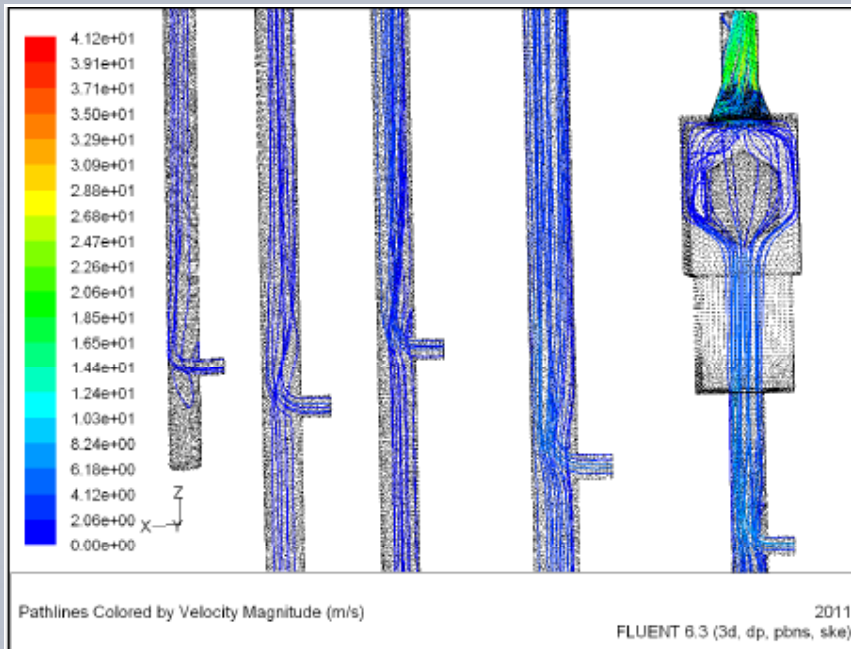 4.12e+01
3.91e+01
3.71e+01
3.50e+01
3.29e+01
3.09e+01
2.88e+01
2.68e+01
2.47e+01
2.26e+01
2.06e+01
1.85e+01
1.65e+01
1.44e+01
1.24e+01
1.03e+01
8.24e+00
6.18e+00
4.12e+00
2.06e+00
0.00e+00
Z
X
Y
Pathlines Colored by Velocity Magnitude (m/s)
2011
FLUENT 6.3 (3d, dp, pbns, ske)